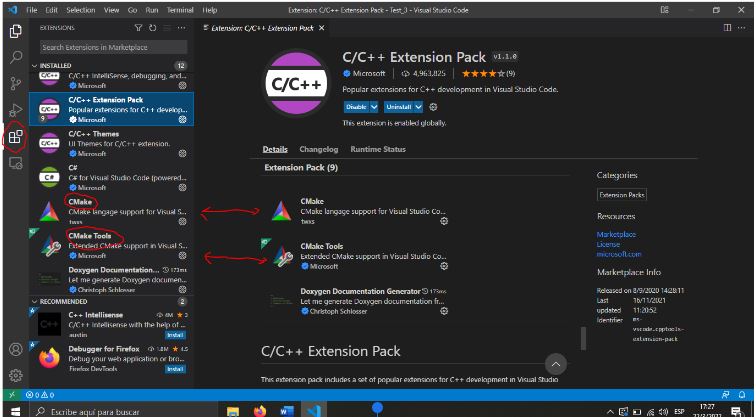 File Edit Selection View Go Run Terminal Help
Extension: C/C++ Extension Pack - Test_3 - Visual Studio Code
EXTENSIONS
Search Extensions in Marketplace
INSTALLED 12
C/C++
C/C++ IntelliSense, debugging, and...
Microsoft
C/C++
9
C/C++ Extension Pack
Popular extensions for C++ develop...
Microsoft
C/C++
C/C++ Themes
UI Themes for C/C++ extension.
Microsoft
C#
C#
C# for Visual Studio Code (powered...
Microsoft
CMake
CMake langage support for Visual S...
twxs
CMake Tools
Extended CMake support in Visual S...
Microsoft
Doxygen Documentatio... 173ms
Let me generate Doxygen documen...
Christoph Schlosser
RECOMMENDED 2
C++ Intellisense 4M 3
C/C++ Intellisense with the help of ...
austin Install
Debugger for Firefox 1.8M 4.5
Debug your web application or bro...
Firefox DevTools Install
Extension: C/C++ Extension Pack
C/C++
C/C++ Extension Pack v1.1.0
Microsoft 4,963,825 (9)
Popular extensions for C++ development in Visual Studio Code.
Disable Uninstall
This extension is enabled globally.
Details Changelog Runtime Status
Extension Pack (9)
CMake
CMake langage support for Visual Studio Co...
twxs
CMake Tools
Extended CMake support in Visual Studio Co...
Microsoft
Doxygen Documentation Generator 173ms
Let me generate Doxygen documentation fr...
Christoph Schlosser
C/C++ Extension Pack
This extension pack includes a set of popular extensions for C++ development in Visual Studio
Categories
Extension Packs
Resources
Marketplace
License
microsoft.com
Marketplace Info
Released on 8/9/2020 14:28:11
Last 16/11/2021
updated 11:20:52
Identifier ms-
vscode.cpptools-
extension-pack
0 0
Escribe aquí para buscar
ESP
17:27